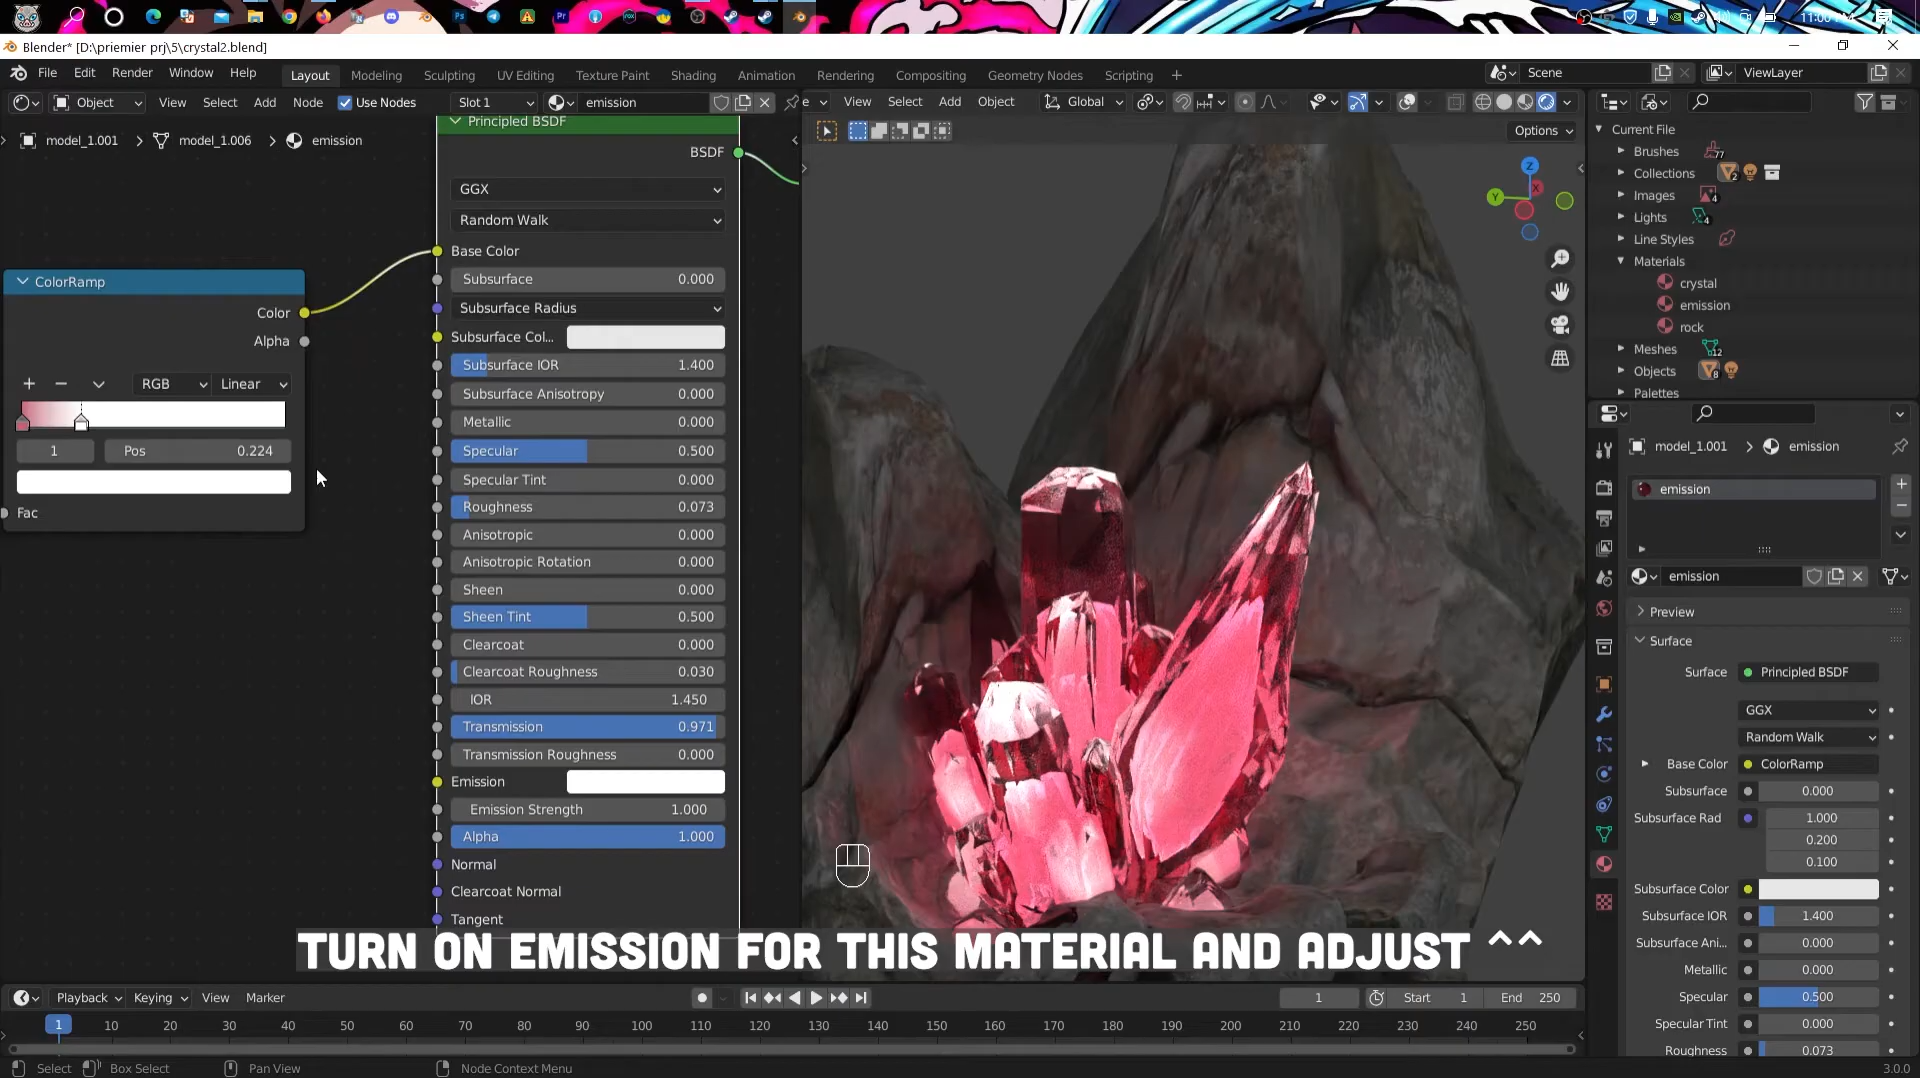 11:00 AM
Blender* [D:\priemier prj\5\crystal2.blend]
File Edit Render Window Help Layout Modeling Sculpting UV Editing Texture Paint Shading Animation Rendering Compositing Geometry Nodes Scripting + Scene ViewLayer
Object View Select Add Node Use Nodes Slot 1 emission
e View Select Add Object Global
Options
model_1.001 > model_1.006 > emission
Principled BSDF
BSDF
GGX
Random Walk
Base Color
Subsurface 0.000
Subsurface Radius
Subsurface Col...
Subsurface IOR 1.400
Subsurface Anisotropy 0.000
Metallic 0.000
Specular 0.500
Specular Tint 0.000
Roughness 0.073
Anisotropic 0.000
Anisotropic Rotation 0.000
Sheen 0.000
Sheen Tint 0.500
Clearcoat 0.000
Clearcoat Roughness 0.030
IOR 1.450
Transmission 0.971
Transmission Roughness 0.000
Emission
Emission Strength 1.000
Alpha 1.000
Normal
Clearcoat Normal
Tangent
ColorRamp
Color
Alpha
+ − RGB Linear
1 Pos 0.224
Fac
Z
Y
X
Current File
Brushes 77
Collections 2
Images 4
Lights 4
Line Styles
Materials
crystal
emission
rock
Meshes 12
Objects 8
Palettes
model_1.001 > emission
emission
emission
Preview
Surface
Surface Principled BSDF
GGX
Random Walk
Base Color ColorRamp
Subsurface 0.000
Subsurface Rad 1.000
0.200
0.100
Subsurface Color
Subsurface IOR 1.400
Subsurface Ani... 0.000
Metallic 0.000
Specular 0.500
Specular Tint 0.000
Roughness 0.073
TURN ON EMISSION FOR THIS MATERIAL AND ADJUST ^^
Playback Keying View Marker 1 Start 1 End 250
1 10 20 30 40 50 60 70 80 90 100 110 120 130 140 150 160 170 180 190 200 210 220 230 240 250
Select Box Select Pan View Node Context Menu 3.0.0